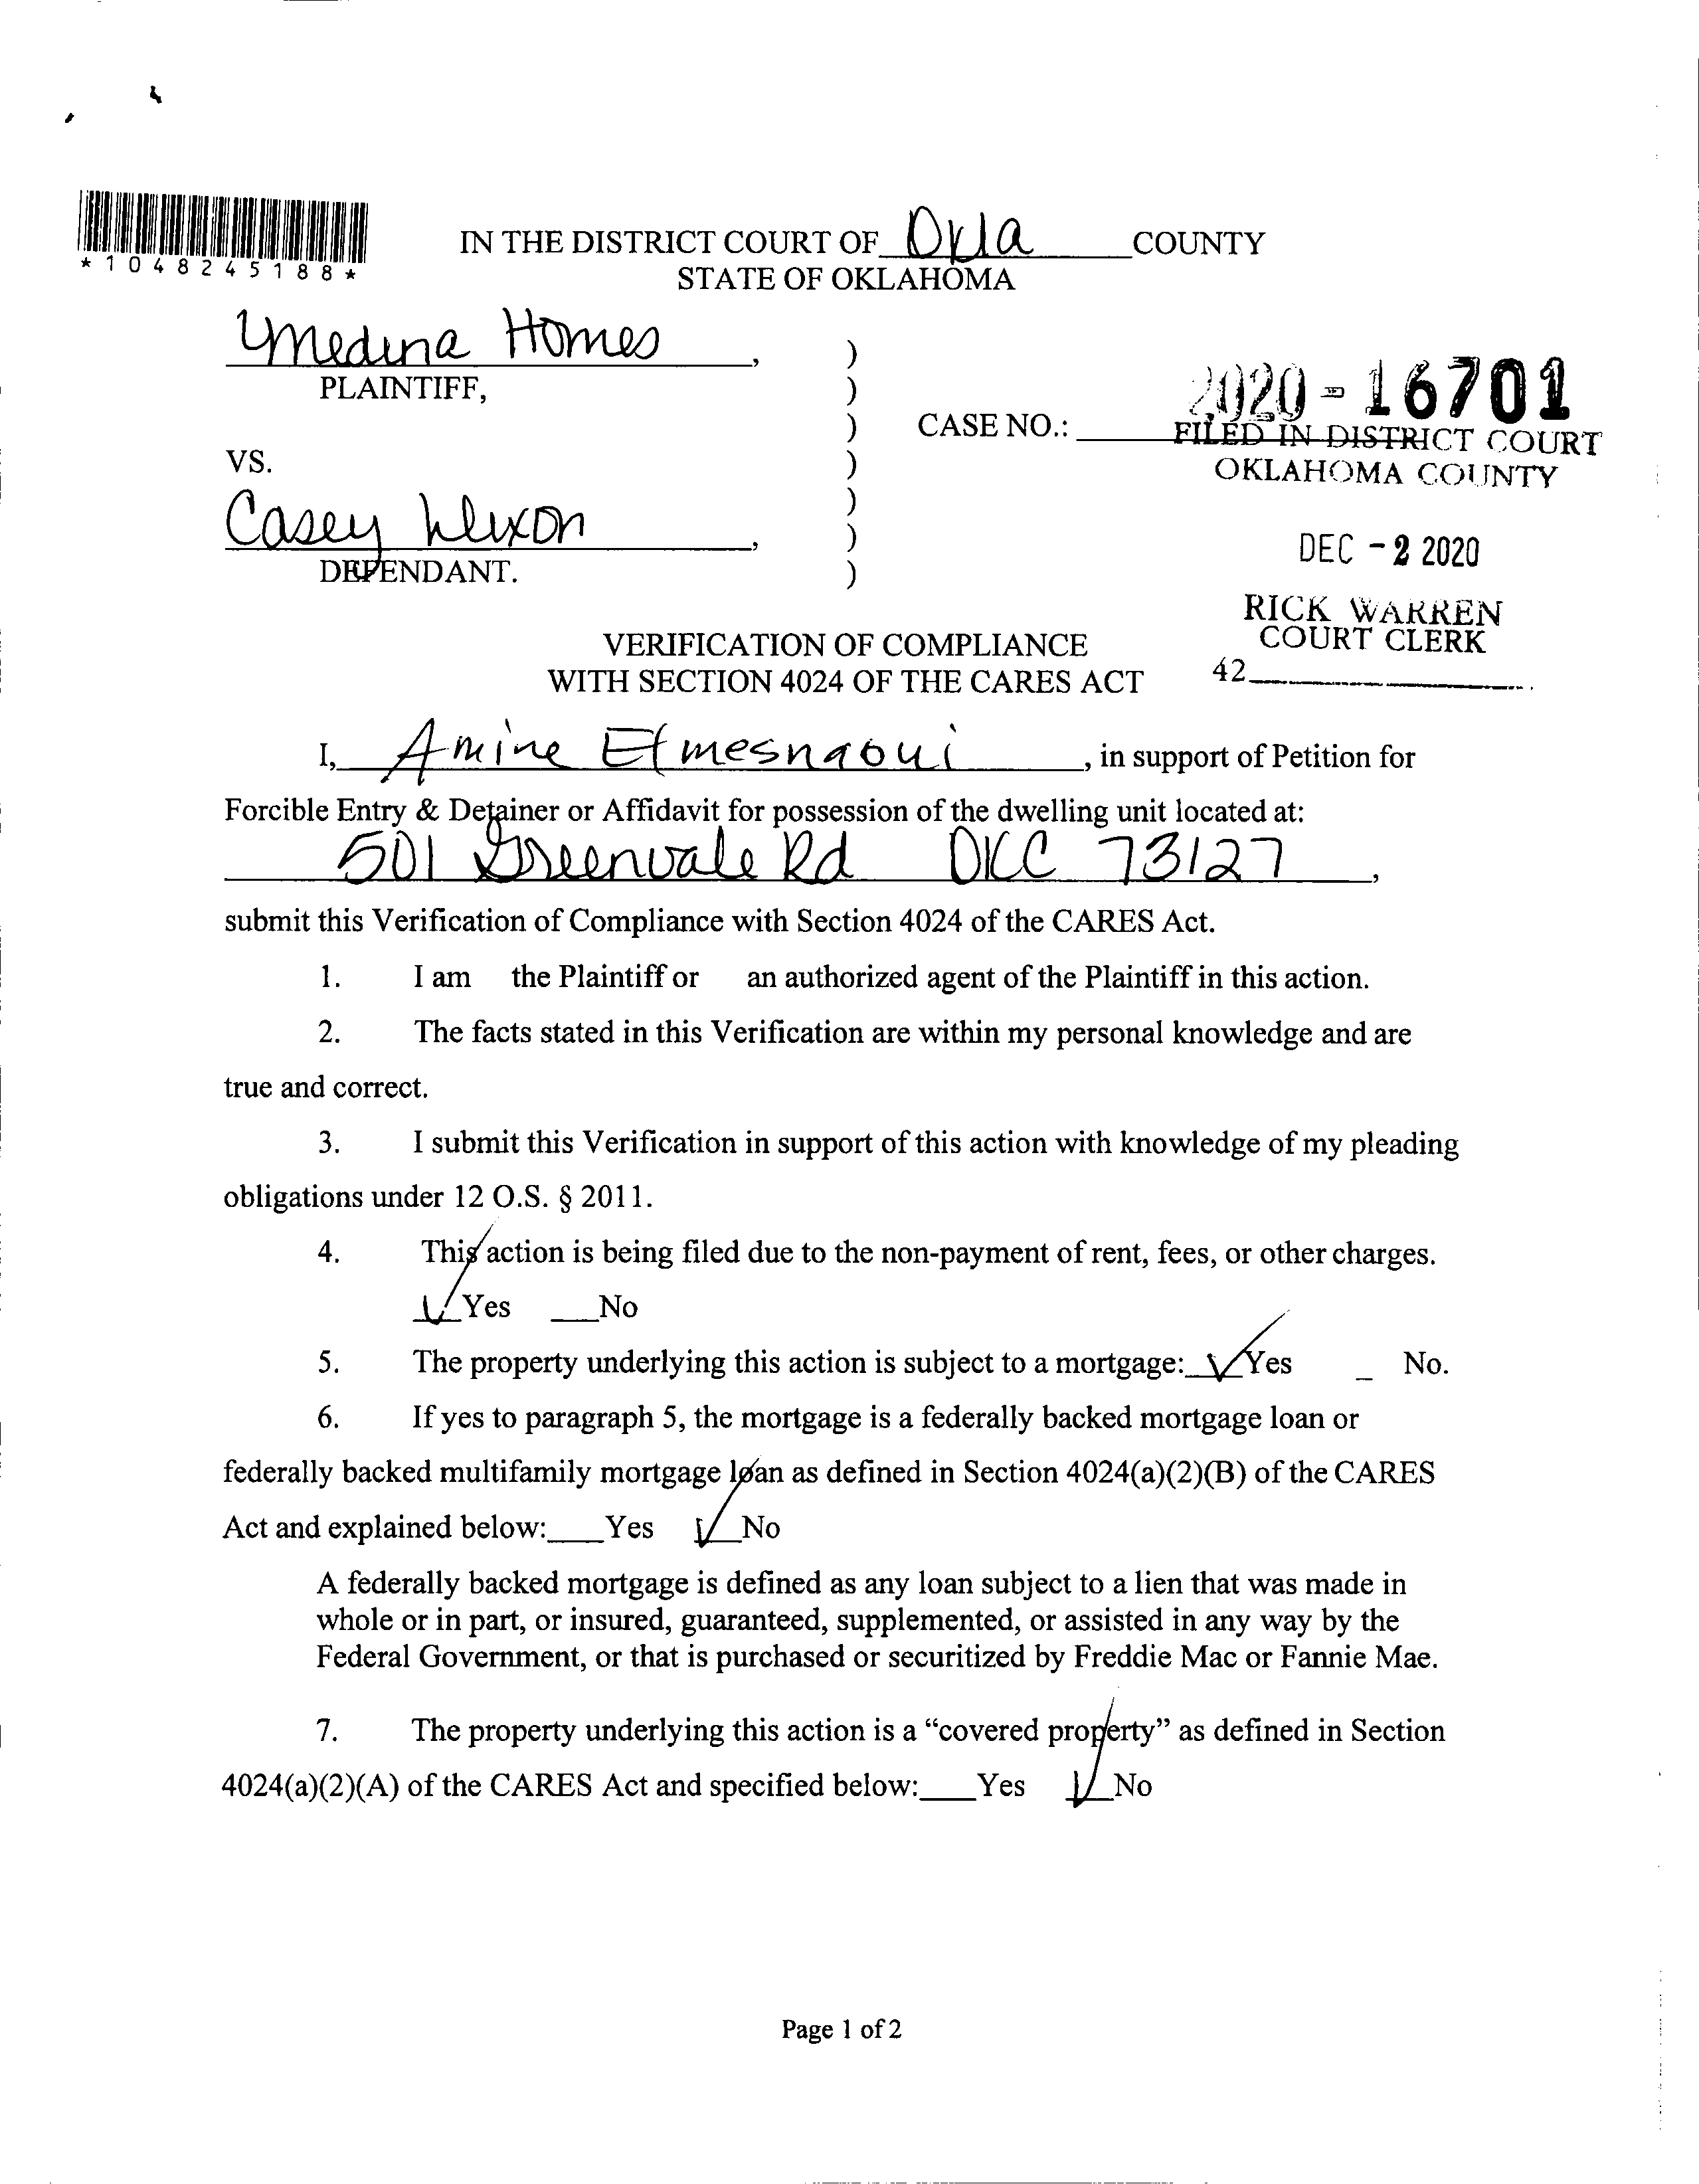 *1048245188*
IN THE DISTRICT COURT OF Okla COUNTY
STATE OF OKLAHOMA
Medina Homes,
PLAINTIFF,
2020-16701
CASE NO.:
FILED IN DISTRICT COURT
OKLAHOMA COUNTY
VS.
Casey
DEFENDANT.
DEC -2 2020
RICK WARREN
COURT CLERK
42
VERIFICATION OF COMPLIANCE
WITH SECTION 4024 OF THE CARES ACT
I, Amine Elmesnaoui, in support of Petition for
Forcible Entry & Detainer or Affidavit for possession of the dwelling unit located at:
501 Greenvale Rd OKC 73127,
submit this Verification of Compliance with Section 4024 of the CARES Act.
1. I am the Plaintiff or an authorized agent of the Plaintiff in this action.
2. The facts stated in this Verification are within my personal knowledge and are
true and correct.
3. I submit this Verification in support of this action with knowledge of my pleading
obligations under 12 O.S. § 2011.
4. This action is being filed due to the non-payment of rent, fees, or other charges.
✓ Yes ___No
5. The property underlying this action is subject to a mortgage: ✓ Yes _ No.
6. If yes to paragraph 5, the mortgage is a federally backed mortgage loan or
federally backed multifamily mortgage loan as defined in Section 4024(a)(2)(B) of the CARES
Act and explained below:___Yes ✓ No
A federally backed mortgage is defined as any loan subject to a lien that was made in
whole or in part, or insured, guaranteed, supplemented, or assisted in any way by the
Federal Government, or that is purchased or securitized by Freddie Mac or Fannie Mae.
7. The property underlying this action is a “covered property” as defined in Section
4024(a)(2)(A) of the CARES Act and specified below:___Yes ✓ No
Page 1 of 2